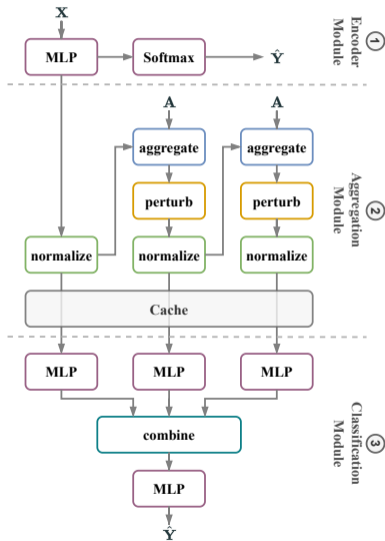 X
MLP
Softmax
Ŷ
Encoder
Module
1
A
A
aggregate
aggregate
perturb
perturb
normalize
normalize
normalize
Aggregation
Module
2
Cache
MLP
MLP
MLP
combine
MLP
Ŷ
Classification
Module
3